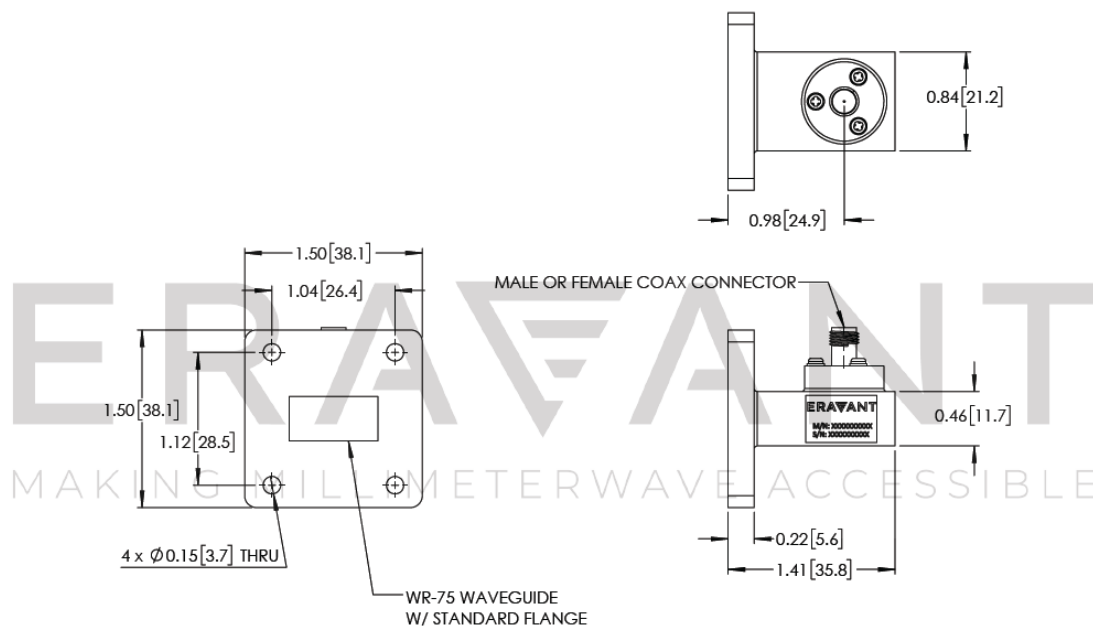 0.84[21.2]
0.98[24.9]
1.50[38.1]
1.04[26.4]
MALE OR FEMALE COAX CONNECTOR
ERAVANT
1.50[38.1]
1.12[28.5]
ERAVANT
M/N: XXXXXXXXXX
S/N: XXXXXXXXXX
0.46[11.7]
MAKING MILLIMETERWAVE ACCESSIBLE
4 x Ø0.15[3.7] THRU
0.22[5.6]
1.41[35.8]
WR-75 WAVEGUIDE
W/ STANDARD FLANGE